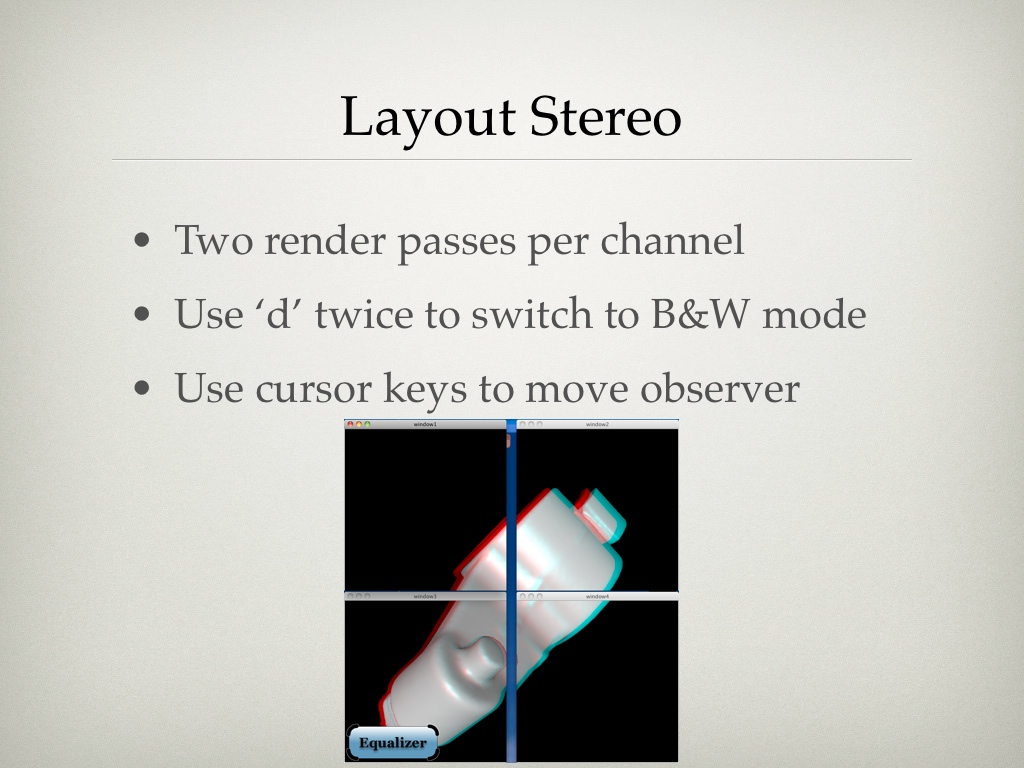 Layout Stereo
• Two render passes per channel
• Use ‘d’ twice to switch to B&W mode
• Use cursor keys to move observer
window1
window2
window3
window4
Equalizer